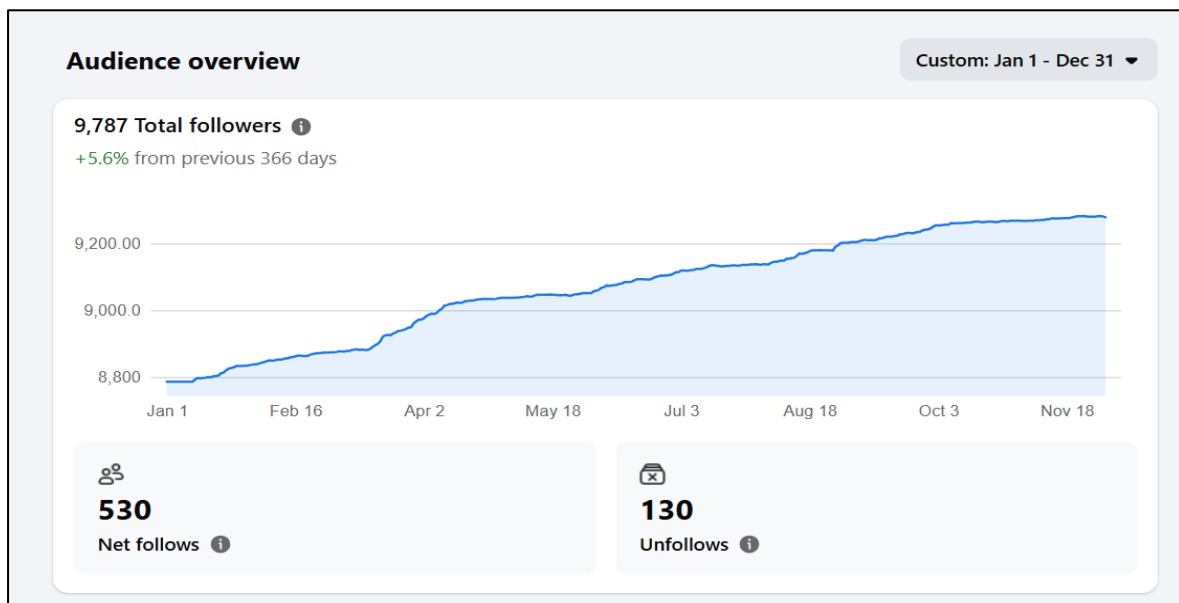 Audience overview
Custom: Jan 1 - Dec 31
9,787 Total followers
+5.6% from previous 366 days
9,200.00
9,000.0
8,800
Jan 1 Feb 16 Apr 2 May 18 Jul 3 Aug 18 Oct 3 Nov 18
530
Net follows
130
Unfollows